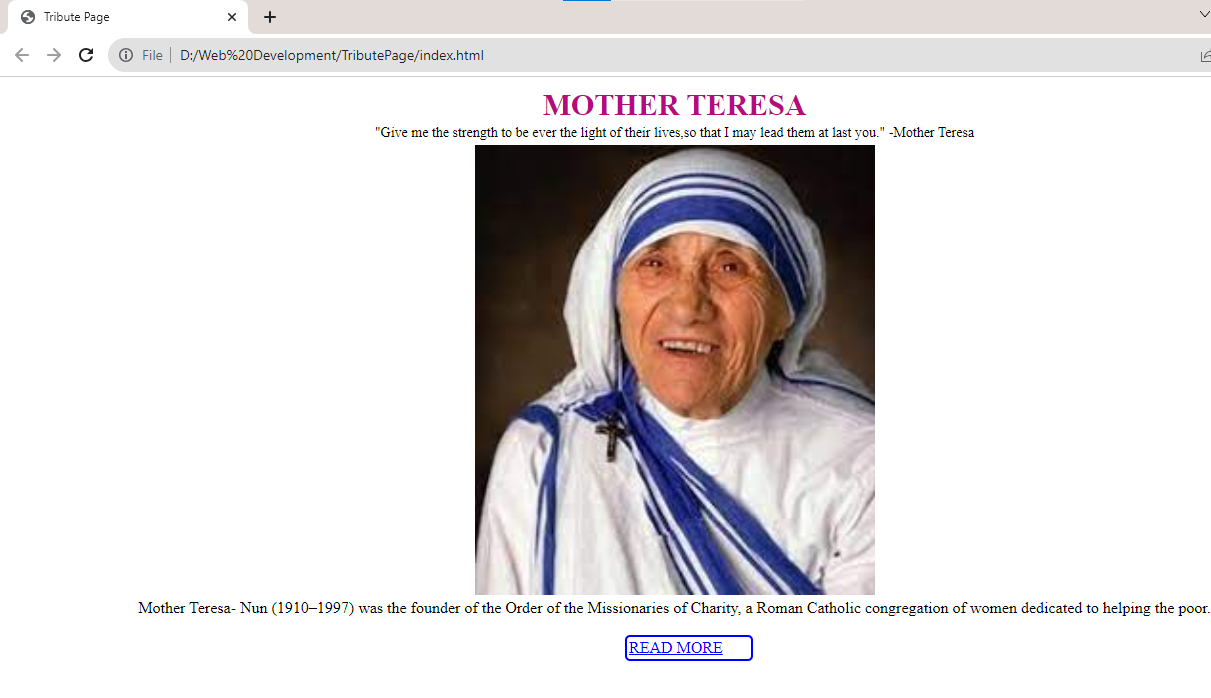 Tribute Page
File | D:/Web%20Development/TributePage/index.html
MOTHER TERESA
"Give me the strength to be ever the light of their lives,so that I may lead them at last you." -Mother Teresa
Mother Teresa- Nun (1910–1997) was the founder of the Order of the Missionaries of Charity, a Roman Catholic congregation of women dedicated to helping the poor.
READ MORE